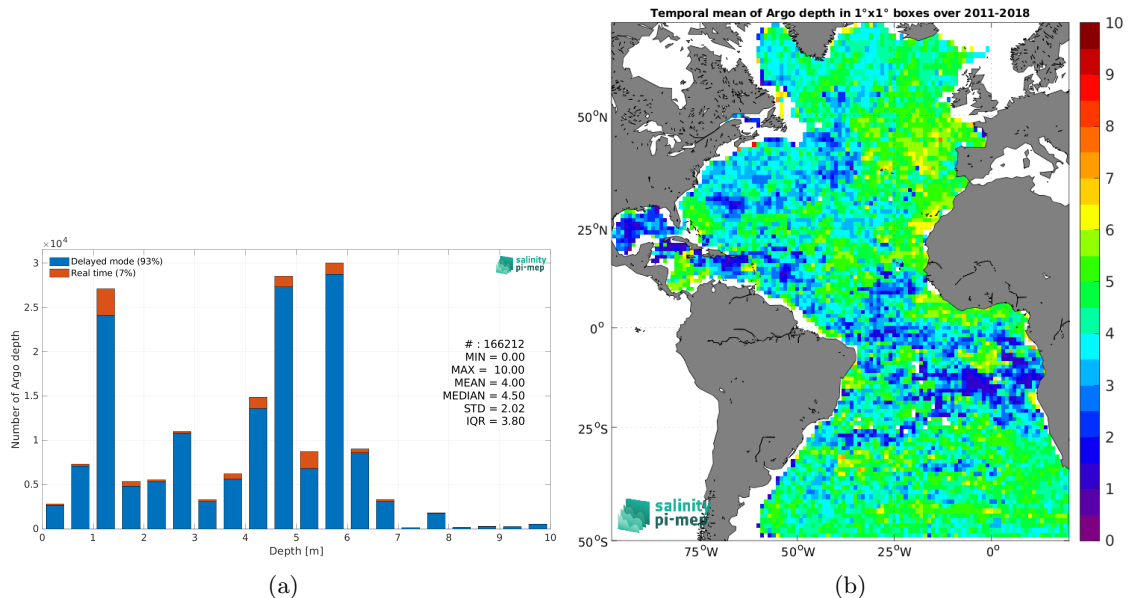 Temporal mean of Argo depth in 1°x1° boxes over 2011-2018
×10⁴
Delayed mode (93%)
Real time (7%)
salinity
pi-mep
3
2.5
2
1.5
1
0.5
0
Number of Argo depth
# : 166212
MIN = 0.00
MAX = 10.00
MEAN = 4.00
MEDIAN = 4.50
STD = 2.02
IQR = 3.80
0 1 2 3 4 5 6 7 8 9 10
Depth [m]
(a)
50°N
25°N
0°
25°S
50°S
75°W 50°W 25°W 0°
salinity
pi-mep
10
9
8
7
6
5
4
3
2
1
0
(b)